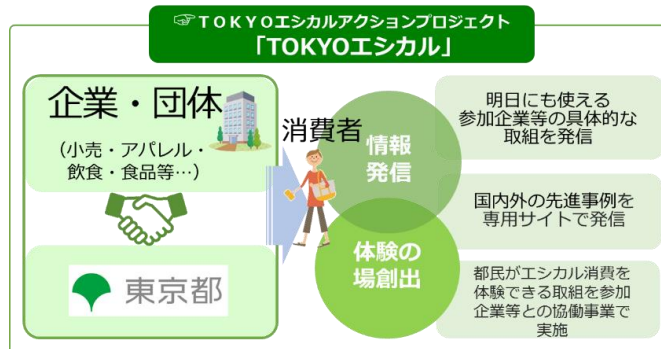 ☞TOKYOエシカルアクションプロジェクト
「TOKYOエシカル」
企業・団体
（小売・アパレル・
飲食・食品等…）
東京都
消費者
情報
発信
体験の
場創出
明日にも使える
参加企業等の具体的な
取組を発信
国内外の先進事例を
専用サイトで発信
都民がエシカル消費を
体験できる取組を参加
企業等との協働事業で
実施